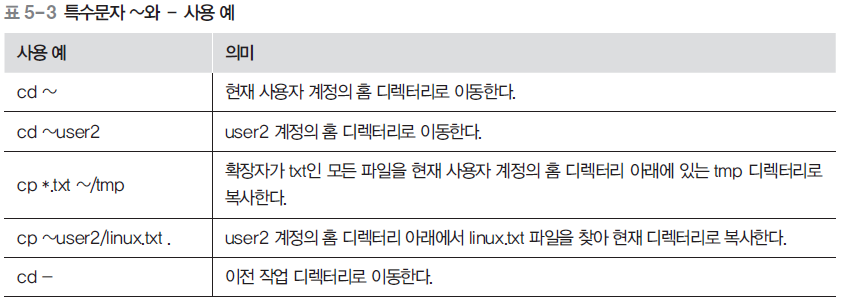 표 5-3 특수문자 ~와 - 사용 예
사용 예 의미
cd ~ 현재 사용자 계정의 홈 디렉터리로 이동한다.
cd ~user2 user2 계정의 홈 디렉터리로 이동한다.
cp *.txt ~/tmp 확장자가 txt인 모든 파일을 현재 사용자 계정의 홈 디렉터리 아래에 있는 tmp 디렉터리로
복사한다.
cp ~user2/linux.txt . user2 계정의 홈 디렉터리 아래에서 linux.txt 파일을 찾아 현재 디렉터리로 복사한다.
cd - 이전 작업 디렉터리로 이동한다.